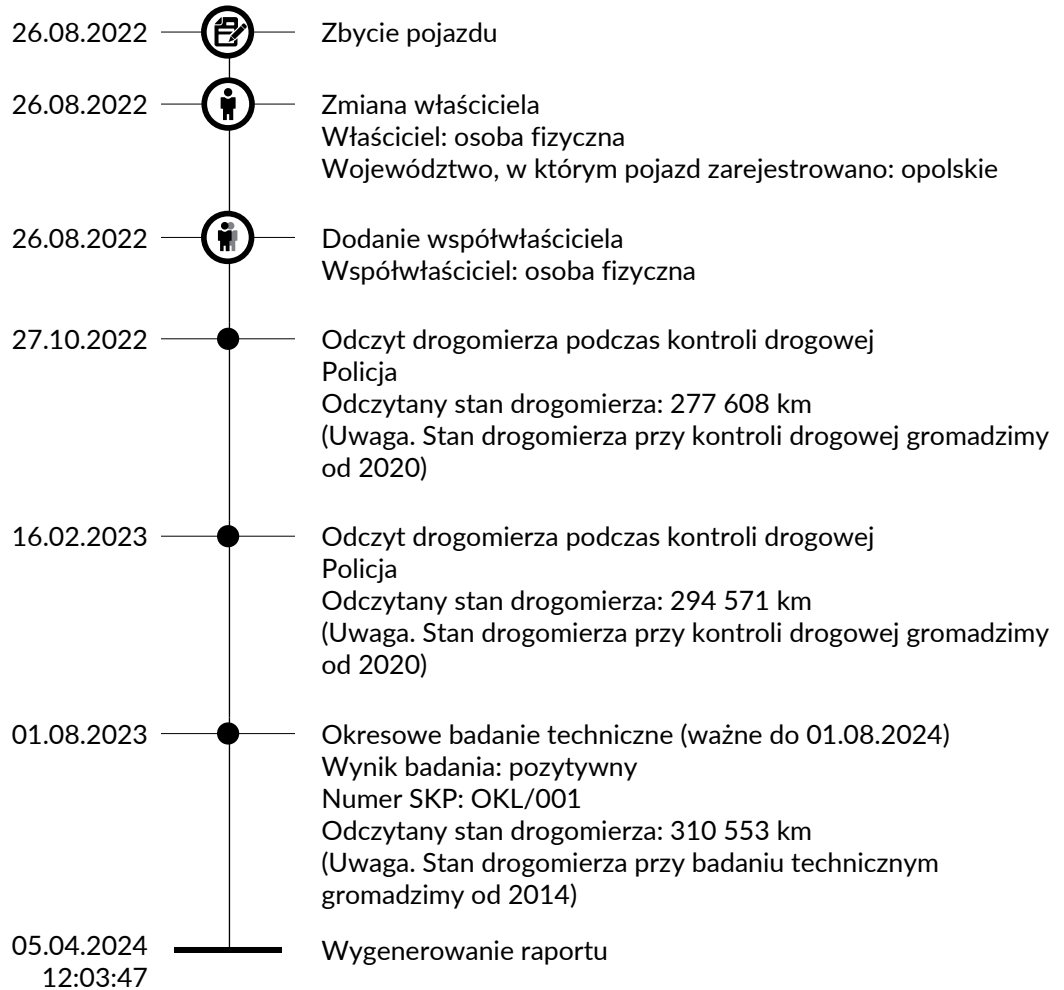 26.08.2022 Zbycie pojazdu
26.08.2022 Zmiana właściciela
Właściciel: osoba fizyczna
Województwo, w którym pojazd zarejestrowano: opolskie
26.08.2022 Dodanie współwłaściciela
Współwłaściciel: osoba fizyczna
27.10.2022 Odczyt drogomierza podczas kontroli drogowej
Policja
Odczytany stan drogomierza: 277 608 km
(Uwaga. Stan drogomierza przy kontroli drogowej gromadzimy
od 2020)
16.02.2023 Odczyt drogomierza podczas kontroli drogowej
Policja
Odczytany stan drogomierza: 294 571 km
(Uwaga. Stan drogomierza przy kontroli drogowej gromadzimy
od 2020)
01.08.2023 Okresowe badanie techniczne (ważne do 01.08.2024)
Wynik badania: pozytywny
Numer SKP: OKL/001
Odczytany stan drogomierza: 310 553 km
(Uwaga. Stan drogomierza przy badaniu technicznym
gromadzimy od 2014)
05.04.2024 Wygenerowanie raportu
12:03:47